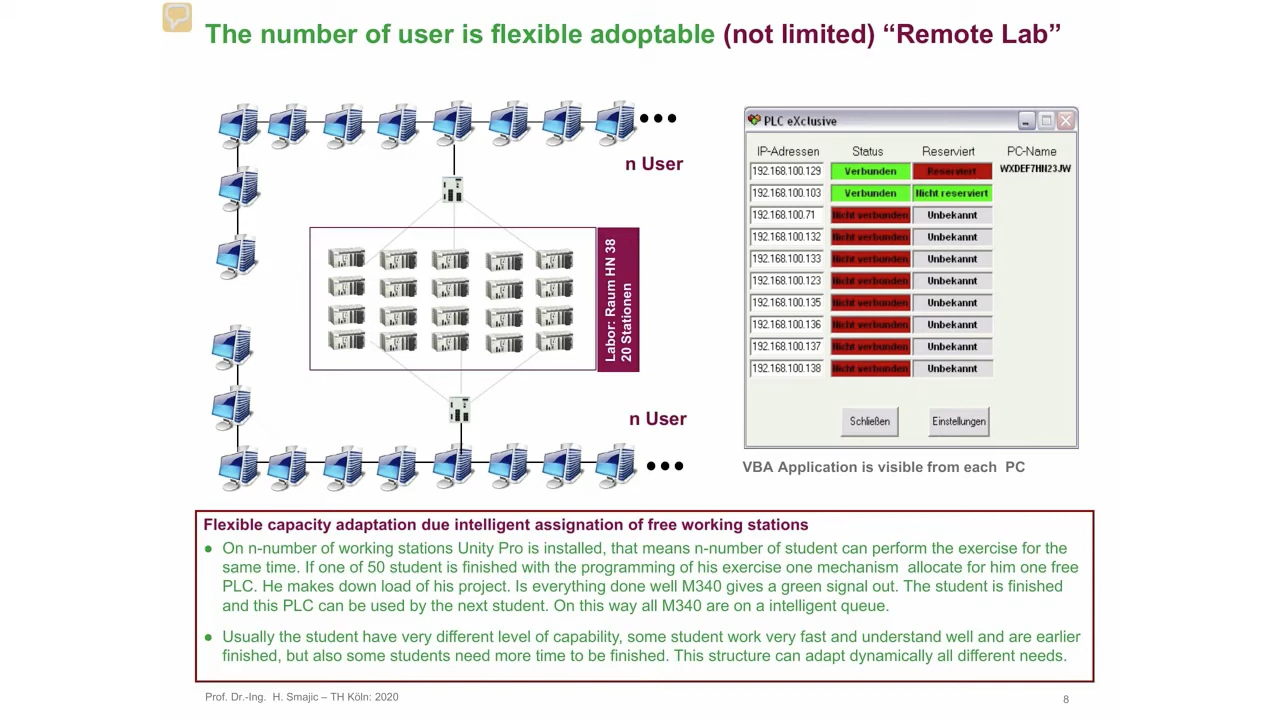 The number of user is flexible adoptable (not limited) “Remote Lab”
n User
Labor: Raum HN 38
20 Stationen
n User
PLC eXclusive
IP-Adressen Status Reserviert PC-Name
192.168.100.129 Verbunden Reserviert WXDEF7HN23JW
192.168.100.103 Verbunden Nicht reserviert
192.168.100.71 Nicht verbunden Unbekannt
192.168.100.132 Nicht verbunden Unbekannt
192.168.100.133 Nicht verbunden Unbekannt
192.168.100.123 Nicht verbunden Unbekannt
192.168.100.135 Nicht verbunden Unbekannt
192.168.100.136 Nicht verbunden Unbekannt
192.168.100.137 Nicht verbunden Unbekannt
192.168.100.138 Nicht verbunden Unbekannt
Schließen Einstellungen
VBA Application is visible from each PC
Flexible capacity adaptation due intelligent assignation of free working stations
● On n-number of working stations Unity Pro is installed, that means n-number of student can perform the exercise for the
same time. If one of 50 student is finished with the programming of his exercise one mechanism allocate for him one free
PLC. He makes down load of his project. Is everything done well M340 gives a green signal out. The student is finished
and this PLC can be used by the next student. On this way all M340 are on a intelligent queue.
● Usually the student have very different level of capability, some student work very fast and understand well and are earlier
finished, but also some students need more time to be finished. This structure can adapt dynamically all different needs.
Prof. Dr.-Ing. H. Smajic – TH Köln: 2020
8